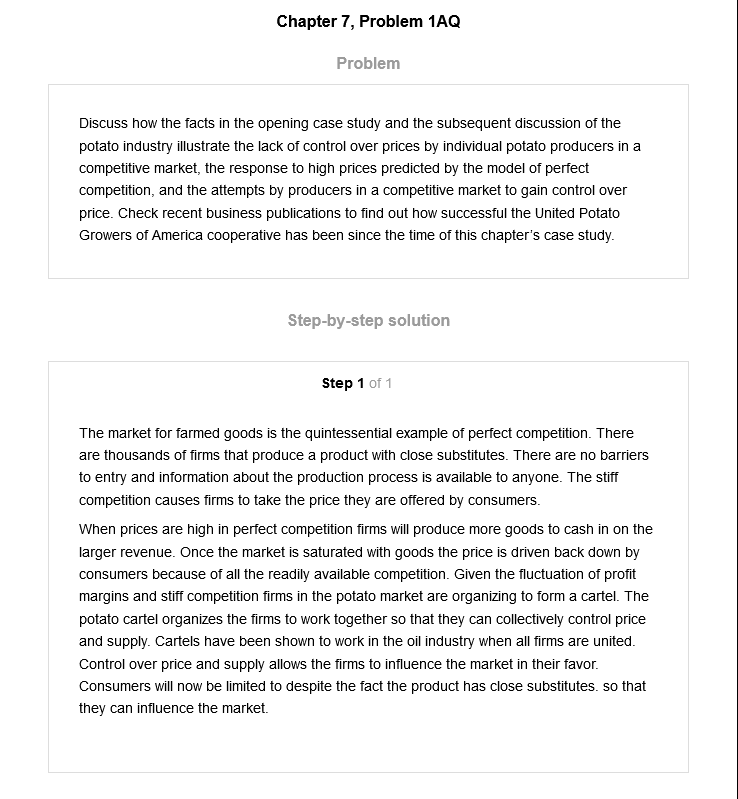 Chapter 7, Problem 1AQ
Problem
Discuss how the facts in the opening case study and the subsequent discussion of the
potato industry illustrate the lack of control over prices by individual potato producers in a
competitive market, the response to high prices predicted by the model of perfect
competition, and the attempts by producers in a competitive market to gain control over
price. Check recent business publications to find out how successful the United Potato
Growers of America cooperative has been since the time of this chapter's case study.
Step-by-step solution
Step 1 of 1
The market for farmed goods is the quintessential example of perfect competition. There
are thousands of firms that produce a product with close substitutes. There are no barriers
to entry and information about the production process is available to anyone. The stiff
competition causes firms to take the price they are offered by consumers.
When prices are high in perfect competition firms will produce more goods to cash in on the
larger revenue. Once the market is saturated with goods the price is driven back down by
consumers because of all the readily available competition. Given the fluctuation of profit
margins and stiff competition firms in the potato market are organizing to form a cartel. The
potato cartel organizes the firms to work together so that they can collectively control price
and supply. Cartels have been shown to work in the oil industry when all firms are united.
Control over price and supply allows the firms to influence the market in their favor.
Consumers will now be limited to despite the fact the product has close substitutes. so that
they can influence the market.